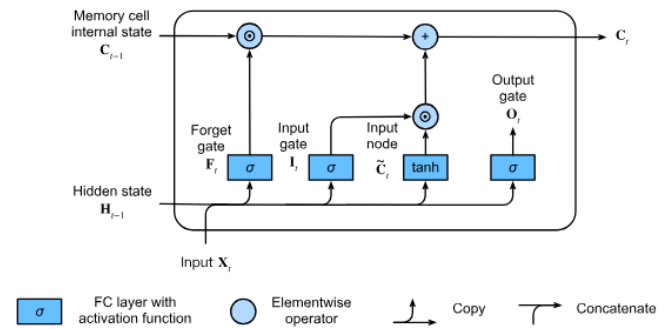 Memory cell
internal state
C_{t-1}
C_t
Output
gate
O_t
Forget
gate
F_t
Input
gate
I_t
Input
node
C̃_t
σ
σ
tanh
σ
Hidden state
H_{t-1}
Input X_t
σ
FC layer with
activation function
Elementwise
operator
Copy
Concatenate